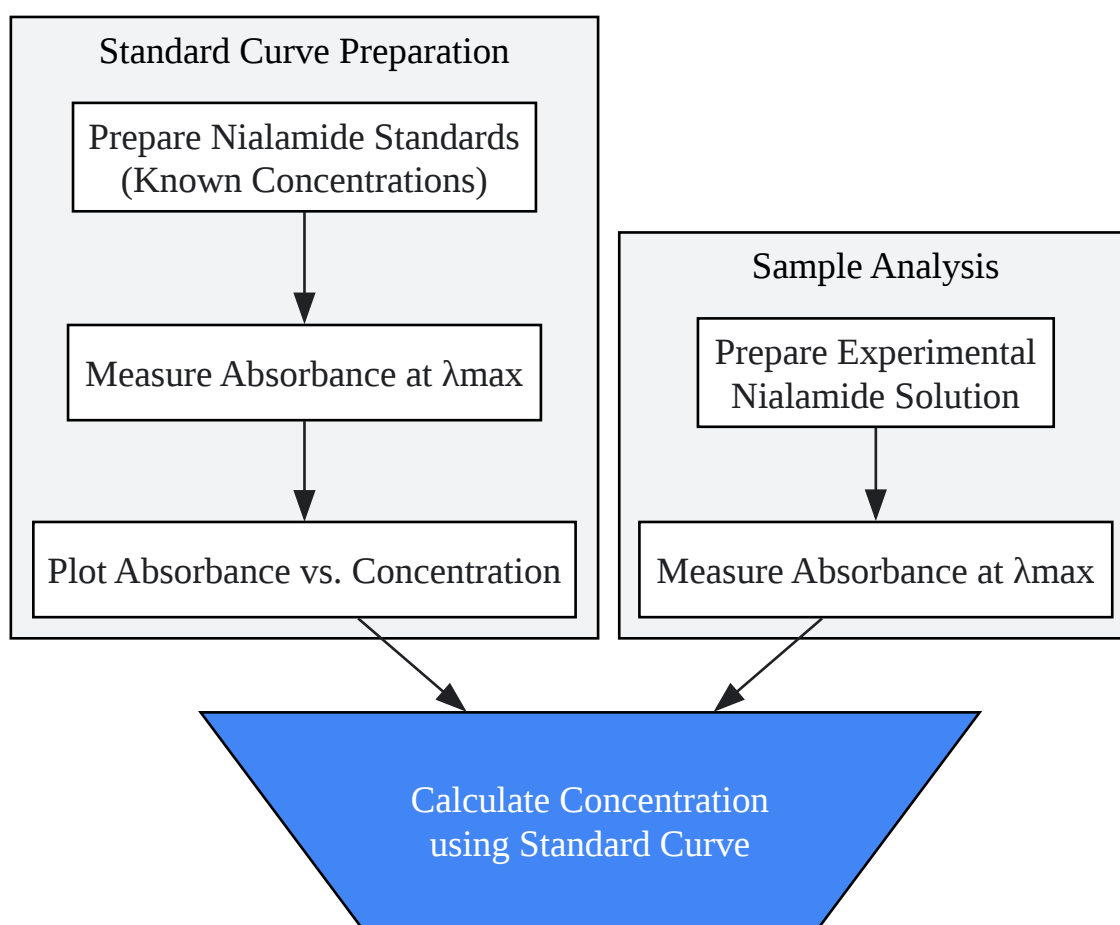 Standard Curve Preparation
Prepare Nialamide Standards
(Known Concentrations)
Measure Absorbance at λmax
Plot Absorbance vs. Concentration
Sample Analysis
Prepare Experimental
Nialamide Solution
Measure Absorbance at λmax
Calculate Concentration
using Standard Curve